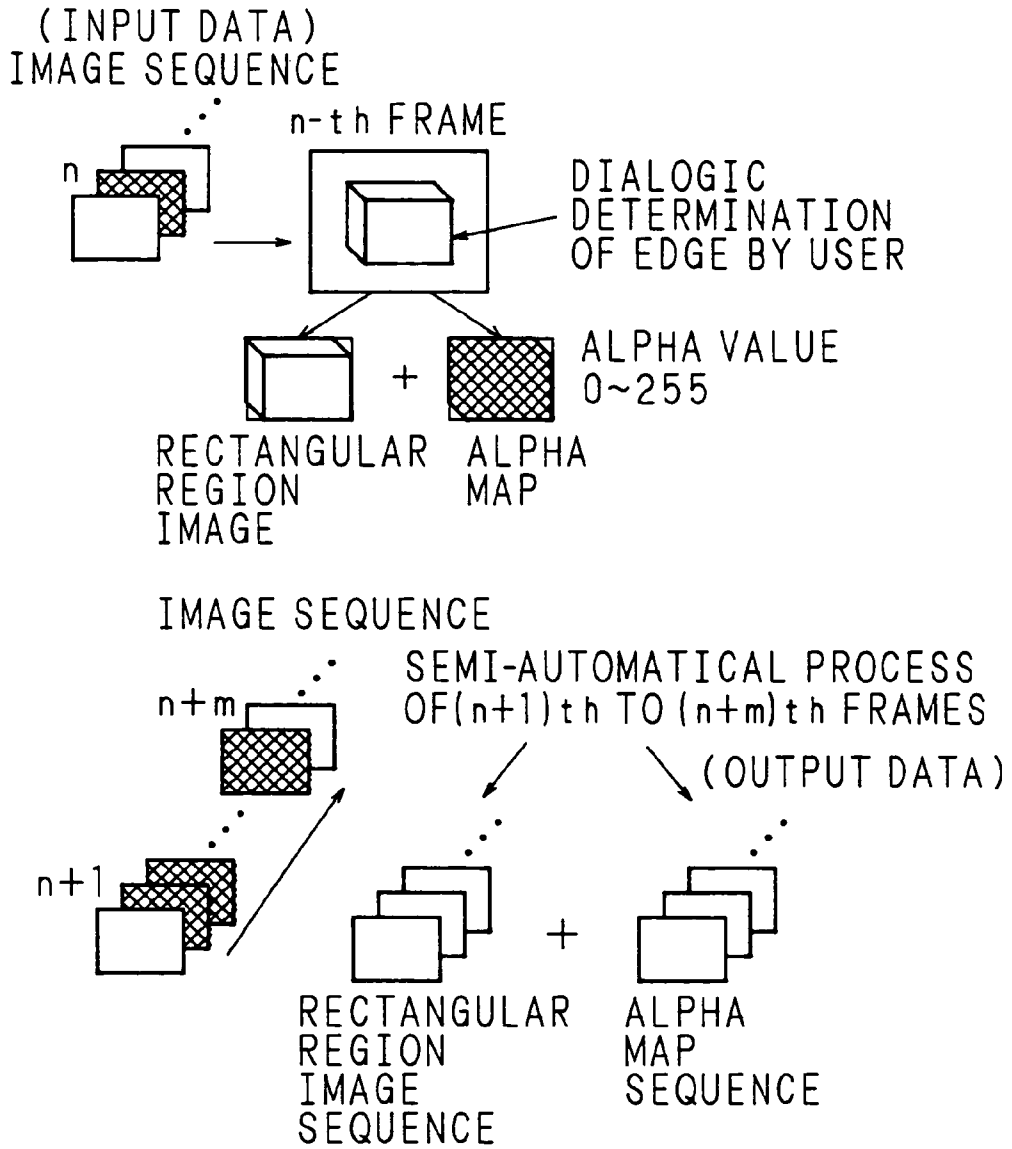 (INPUT DATA)
IMAGE SEQUENCE
n-th FRAME
n
DIALOGIC
DETERMINATION
OF EDGE BY USER
+
ALPHA VALUE
0~255
RECTANGULAR
REGION
IMAGE
ALPHA
MAP
IMAGE SEQUENCE
SEMI-AUTOMATICAL PROCESS
OF(n+1)th TO (n+m)th FRAMES
n+m
(OUTPUT DATA)
n+1
+
RECTANGULAR
REGION
IMAGE
SEQUENCE
ALPHA
MAP
SEQUENCE